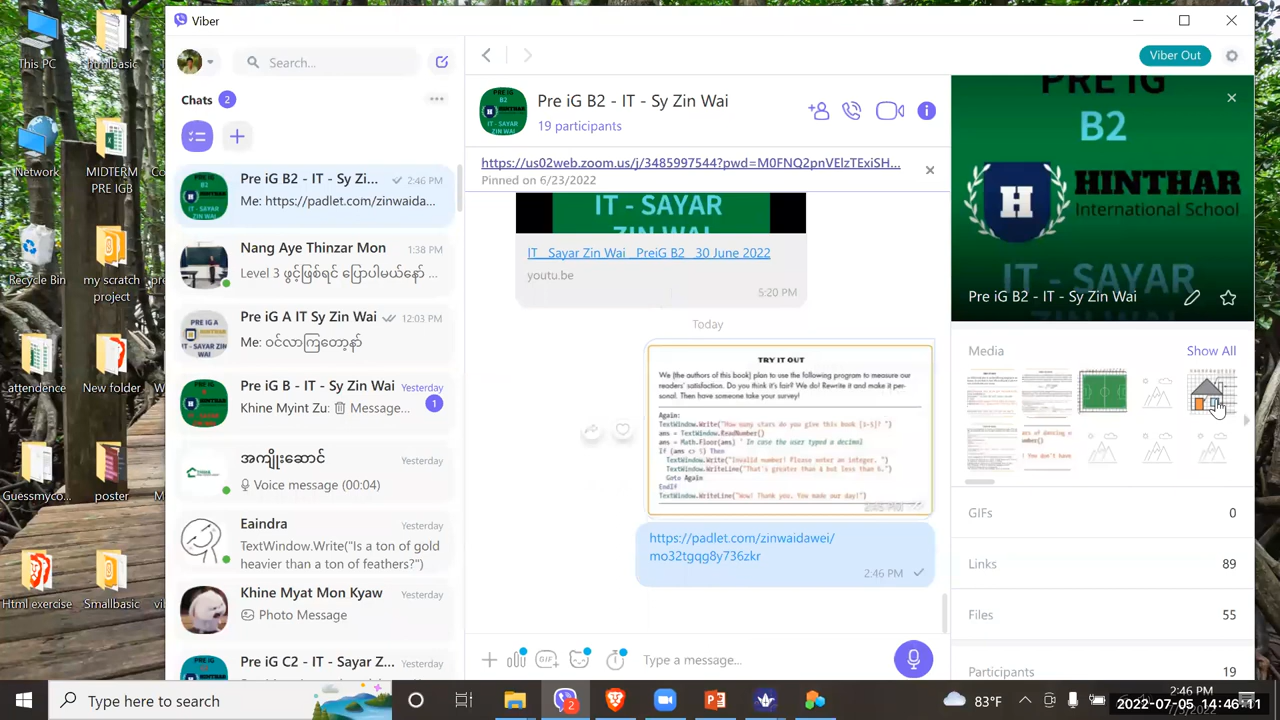 This PC
htmlbasic
Network
MIDTERM
PRE IGB
Recycle Bin
my scratch
project
attendence
New folder
Guessmyco...
poster
Html exercise
Smallbasic
Viber
Search...
Chats 2
Pre iG B2 - IT - Sy Zi... 2:46 PM
Me: https://padlet.com/zinwaida...
Nang Aye Thinzar Mon 1:38 PM
Level 3 ဖွင့်ဖြစ်ရင် ပြောပါမယ်နော် ...
Pre iG A IT Sy Zin Wai 12:03 PM
Me: ဝင်လာကြတော့နော်
Pre iG B - IT - Sy Zin Wai Yesterday
Khine Myint Zu: Message... 1
အကျိုးဆောင် Yesterday
Voice message (00:04)
Eaindra Yesterday
TextWindow.Write("Is a ton of gold
heavier than a ton of feathers?")
Khine Myat Mon Kyaw Yesterday
Photo Message
Pre iG C2 - IT - Sayar Z... Yesterday
Viber Out
Pre iG B2 - IT - Sy Zin Wai
19 participants
https://us02web.zoom.us/j/3485997544?pwd=M0FNQ2pnVElzTExiSH...
Pinned on 6/23/2022
IT - SAYAR
ZIN WAI
IT _ Sayar Zin Wai _ PreiG B2 _ 30 June 2022
youtu.be
5:20 PM
Today
TRY IT OUT
We (the authors of this book) plan to use the following program to measure our
readers' satisfaction. Do you think it's fair? We do! Rewrite it and make it per-
sonal. Then have someone take your survey!
Again:
TextWindow.Write("How many stars do you give this book [1-5]? ")
ans = TextWindow.ReadNumber()
ans = Math.Floor(ans) ' In case the user typed a decimal
If (ans <> 5) Then
TextWindow.Write("Invalid number! Please enter an integer. ")
TextWindow.WriteLine("That's greater than 4 but less than 6.")
Goto Again
EndIf
TextWindow.WriteLine("Wow! Thank you. You made our day!")
2:45 PM
https://padlet.com/zinwaidawei/
mo32tgqg8y736zkr
2:46 PM
Type a message...
PRE IG
B2
HINTHAR
International School
IT - SAYAR
Pre iG B2 - IT - Sy Zin Wai
Media Show All
GIFs 0
Links 89
Files 55
Participants 19
Type here to search
2
83°F
2:46 PM
2022-07-05 14:46:11